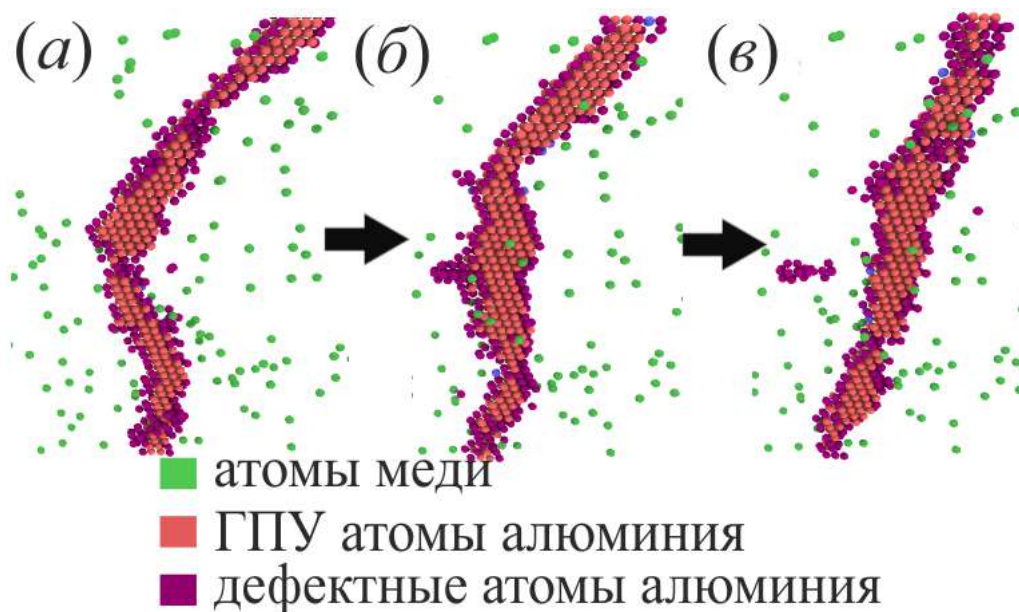 (а)
(б)
(в)
атомы меди
ГПУ атомы алюминия
дефектные атомы алюминия